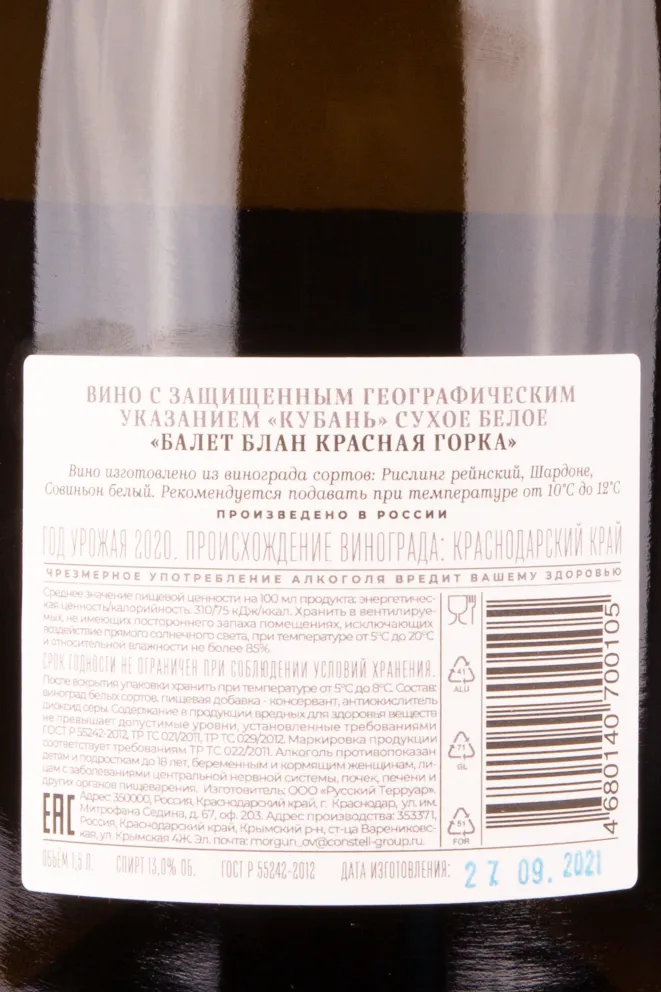 ВИНО С ЗАЩИЩЕННЫМ ГЕОГРАФИЧЕСКИМ
УКАЗАНИЕМ «КУБАНЬ» СУХОЕ БЕЛОЕ
«БАЛЕТ БЛАН КРАСНАЯ ГОРКА»
Вино изготовлено из винограда сортов: Рислинг рейнский, Шардоне,
Совиньон белый. Рекомендуется подавать при температуре от 10°С до 12°С
ПРОИЗВЕДЕНО В РОССИИ
ГОД УРОЖАЯ 2020. ПРОИСХОЖДЕНИЕ ВИНОГРАДА: КРАСНОДАРСКИЙ КРАЙ
ЧРЕЗМЕРНОЕ УПОТРЕБЛЕНИЕ АЛКОГОЛЯ ВРЕДИТ ВАШЕМУ ЗДОРОВЬЮ
Среднее значение пищевой ценности на 100 мл продукта: энергетичес-
кая ценность/калорийность: 310/75 кДж/ккал. Хранить в вентилируе-
мых, не имеющих постороннего запаха помещениях, исключающих
воздействие прямого солнечного света, при температуре от 5°С до 20°С
и относительной влажности не более 85%.
СРОК ГОДНОСТИ НЕ ОГРАНИЧЕН ПРИ СОБЛЮДЕНИИ УСЛОВИЙ ХРАНЕНИЯ.
После вскрытия упаковки хранить при температуре от 5°С до 8°С. Состав:
виноград белых сортов, пищевая добавка - консервант, антиокислитель
диоксид серы. Содержание в продукции вредных для здоровья веществ
не превышает допустимые уровни, установленные требованиями
ГОСТ Р 55242-2012, ТР ТС 021/2011, ТР ТС 029/2012. Маркировка продукции
соответствует требованиям ТР ТС 022/2011. Алкоголь противопоказан
детям и подросткам до 18 лет, беременным и кормящим женщинам, ли-
цам с заболеваниями центральной нервной системы, почек, печени и
других органов пищеварения. Изготовитель: ООО «Русский Терруар».
Адрес: 350000, Россия, Краснодарский край, г. Краснодар, ул. им.
Митрофана Седина, д. 67, оф. 203. Адрес производства: 353371,
Россия, Краснодарский край, Крымский р-н, ст-ца Варениковс-
кая, ул. Крымская 4Ж. Эл. почта: morgun_ov@constell-group.ru.
EAC
41
ALU
71
GL
51
FOR
4 680140 700105
ОБЪЁМ 1,5 Л. СПИРТ 13,0% ОБ. ГОСТ Р 55242-2012 ДАТА ИЗГОТОВЛЕНИЯ: 27 09. 2021